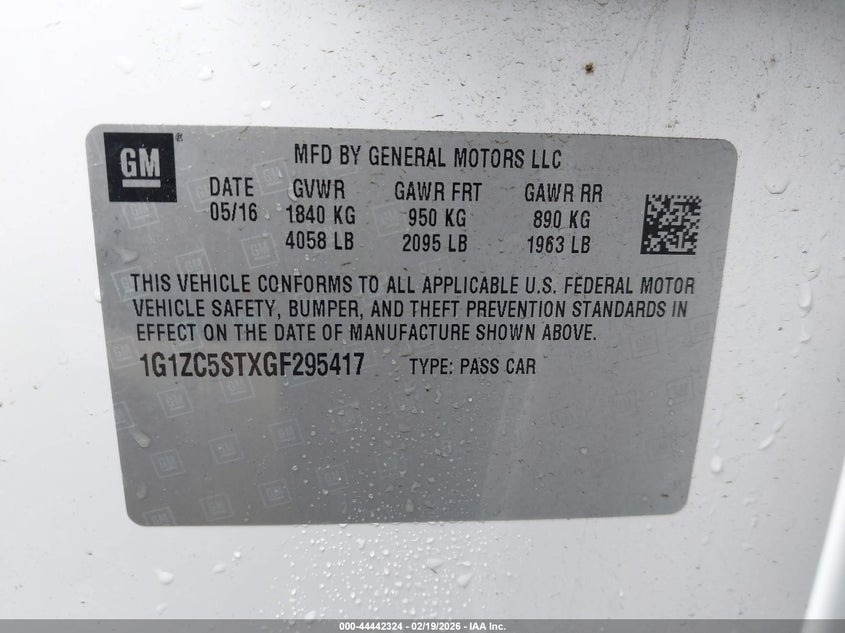 GM
MFD BY GENERAL MOTORS LLC
DATE GVWR GAWR FRT GAWR RR
05/16 1840 KG 950 KG 890 KG
4058 LB 2095 LB 1963 LB
THIS VEHICLE CONFORMS TO ALL APPLICABLE U.S. FEDERAL MOTOR
VEHICLE SAFETY, BUMPER, AND THEFT PREVENTION STANDARDS IN
EFFECT ON THE DATE OF MANUFACTURE SHOWN ABOVE.
1G1ZC5STXGF295417 TYPE: PASS CAR
000-44442324 | 02/19/2026 - IAA Inc.